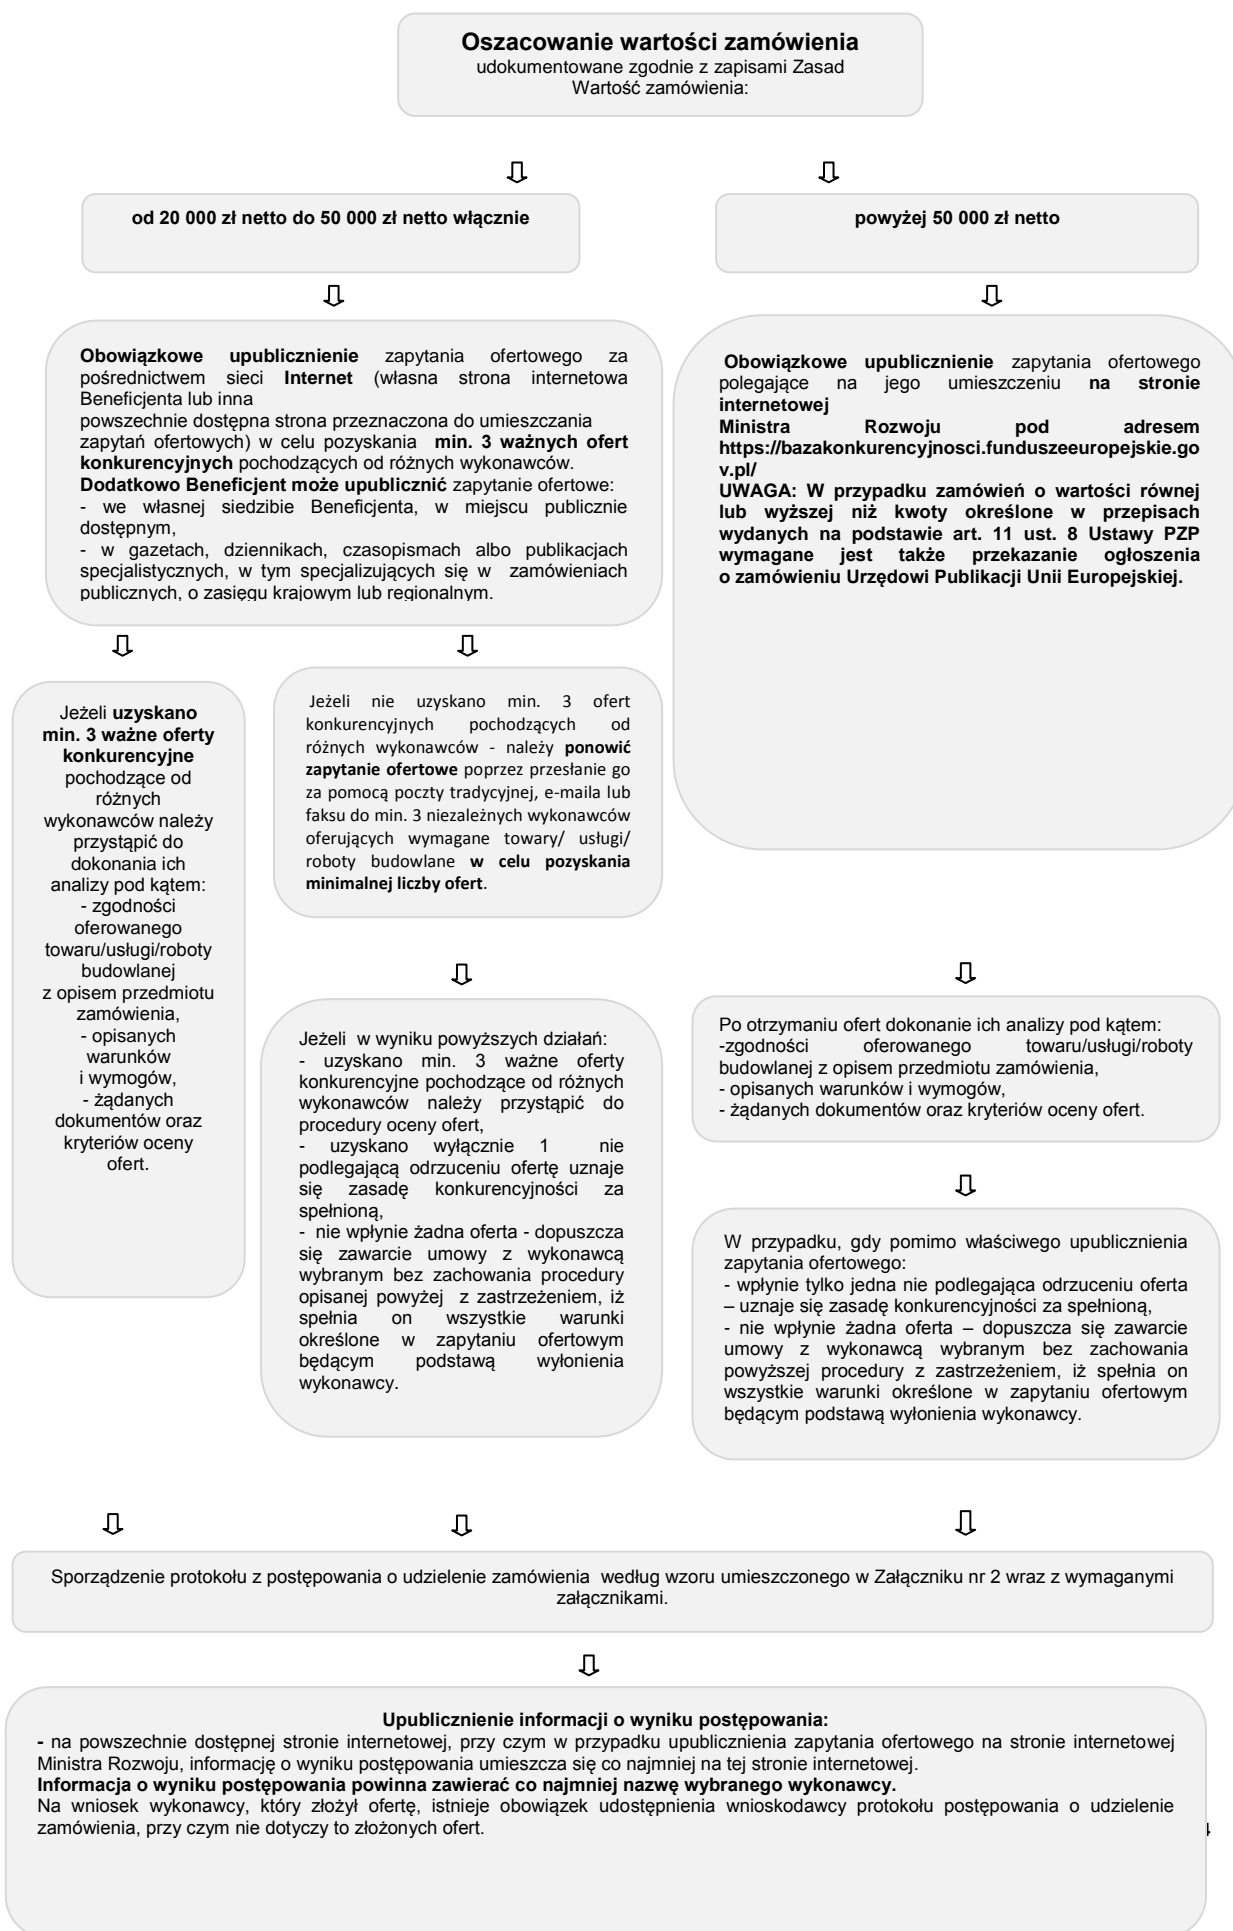 Oszacowanie wartości zamówienia
udokumentowane zgodnie z zapisami Zasad
Wartość zamówienia:
od 20 000 zł netto do 50 000 zł netto włącznie
powyżej 50 000 zł netto
Obowiązkowe upublicznienie zapytania ofertowego za
pośrednictwem sieci Internet (własna strona internetowa
Beneficjenta lub inna
powszechnie dostępna strona przeznaczona do umieszczania
zapytań ofertowych) w celu pozyskania min. 3 ważnych ofert
konkurencyjnych pochodzących od różnych wykonawców.
Dodatkowo Beneficjent może upublicznić zapytanie ofertowe:
- we własnej siedzibie Beneficjenta, w miejscu publicznie
dostępnym,
- w gazetach, dziennikach, czasopismach albo publikacjach
specjalistycznych, w tym specjalizujących się w zamówieniach
publicznych, o zasięgu krajowym lub regionalnym.
Obowiązkowe upublicznienie zapytania ofertowego
polegające na jego umieszczeniu na stronie
internetowej
Ministra Rozwoju pod adresem
https://bazakonkurencyjnosci.funduszeeuropejskie.go
v.pl/
UWAGA: W przypadku zamówień o wartości równej
lub wyższej niż kwoty określone w przepisach
wydanych na podstawie art. 11 ust. 8 Ustawy PZP
wymagane jest także przekazanie ogłoszenia
o zamówieniu Urzędowi Publikacji Unii Europejskiej.
Jeżeli uzyskano
min. 3 ważne oferty
konkurencyjne
pochodzące od
różnych
wykonawców należy
przystąpić do
dokonania ich
analizy pod kątem:
- zgodności
oferowanego
towaru/usługi/roboty
budowlanej
z opisem przedmiotu
zamówienia,
- opisanych
warunków
i wymogów,
- żądanych
dokumentów oraz
kryteriów oceny
ofert.
Jeżeli nie uzyskano min. 3 ofert
konkurencyjnych pochodzących od
różnych wykonawców - należy ponowić
zapytanie ofertowe poprzez przesłanie go
za pomocą poczty tradycyjnej, e-maila lub
faksu do min. 3 niezależnych wykonawców
oferujących wymagane towary/ usługi/
roboty budowlane w celu pozyskania
minimalnej liczby ofert.
Jeżeli w wyniku powyższych działań:
- uzyskano min. 3 ważne oferty
konkurencyjne pochodzące od różnych
wykonawców należy przystąpić do
procedury oceny ofert,
- uzyskano wyłącznie 1 nie
podlegającą odrzuceniu ofertę uznaje
się zasadę konkurencyjności za
spełnioną,
- nie wpłynie żadna oferta - dopuszcza
się zawarcie umowy z wykonawcą
wybranym bez zachowania procedury
opisanej powyżej z zastrzeżeniem, iż
spełnia on wszystkie warunki
określone w zapytaniu ofertowym
będącym podstawą wyłonienia
wykonawcy.
Po otrzymaniu ofert dokonanie ich analizy pod kątem:
-zgodności oferowanego towaru/usługi/roboty
budowlanej z opisem przedmiotu zamówienia,
- opisanych warunków i wymogów,
- żądanych dokumentów oraz kryteriów oceny ofert.
W przypadku, gdy pomimo właściwego upublicznienia
zapytania ofertowego:
- wpłynie tylko jedna nie podlegająca odrzuceniu oferta
– uznaje się zasadę konkurencyjności za spełnioną,
- nie wpłynie żadna oferta – dopuszcza się zawarcie
umowy z wykonawcą wybranym bez zachowania
powyższej procedury z zastrzeżeniem, iż spełnia on
wszystkie warunki określone w zapytaniu ofertowym
będącym podstawą wyłonienia wykonawcy.
Sporządzenie protokołu z postępowania o udzielenie zamówienia według wzoru umieszczonego w Załączniku nr 2 wraz z wymaganymi
załącznikami.
Upublicznienie informacji o wyniku postępowania:
- na powszechnie dostępnej stronie internetowej, przy czym w przypadku upublicznienia zapytania ofertowego na stronie internetowej
Ministra Rozwoju, informację o wyniku postępowania umieszcza się co najmniej na tej stronie internetowej.
Informacja o wyniku postępowania powinna zawierać co najmniej nazwę wybranego wykonawcy.
Na wniosek wykonawcy, który złożył ofertę, istnieje obowiązek udostępnienia wnioskodawcy protokołu postępowania o udzielenie
zamówienia, przy czym nie dotyczy to złożonych ofert.